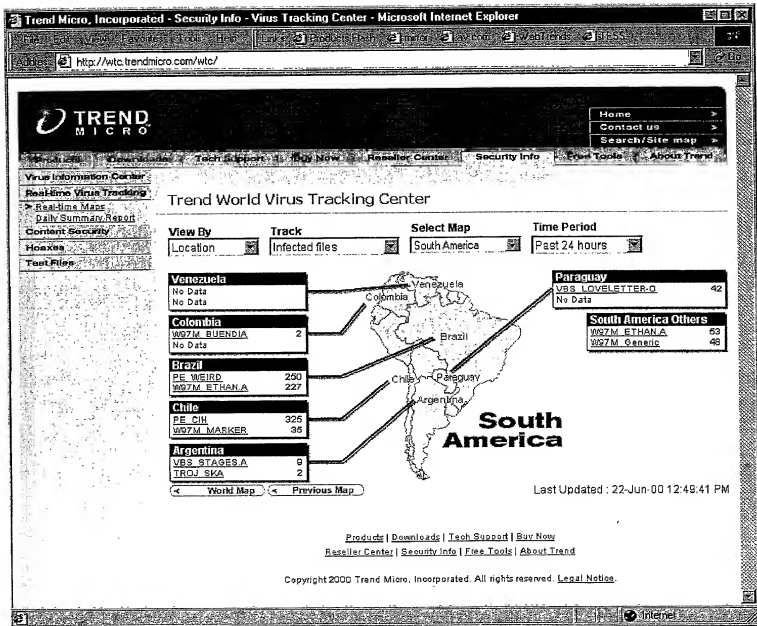 Trend Micro, Incorporated - Security Info - Virus Tracking Center - Microsoft Internet Explorer
File Edit View Favorites Tools Help Links
http://wtc.trendmicro.com/wtc/
TREND
MICRO
Home >
Contact us >
Search/Site map >
Products Downloads Tech Support Buy Now Reseller Center Security Info Free Tools About Trend
Virus Information Center
Real-time Virus Tracking
> Real-time Maps
Daily Summary Report
Content Security
Hoaxes
Test Files
Trend World Virus Tracking Center
View By Track Select Map Time Period
Location Infected files South America Past 24 hours
Venezuela
No Data
No Data
Colombia
W97M_BUENDIA 2
No Data
Brazil
PE_WEIRD 250
W97M_ETHAN.A 227
Chile
PE_CIH 325
W97M_MARKER 35
Argentina
VBS_STAGES.A 9
TROJ_SKA 2
Venezuela
Colombia
Brazil
Chile
Paraguay
Argentina
South
America
Paraguay
VBS_LOVELETTER-O 42
No Data
South America Others
W97M_ETHAN.A 53
W97M_Generic 48
< World Map < Previous Map
Last Updated : 22-Jun-00 12:49:41 PM
Products | Downloads | Tech Support | Buy Now
Reseller Center | Security Info | Free Tools | About Trend
Copyright 2000 Trend Micro, Incorporated. All rights reserved. Legal Notice.
Internet